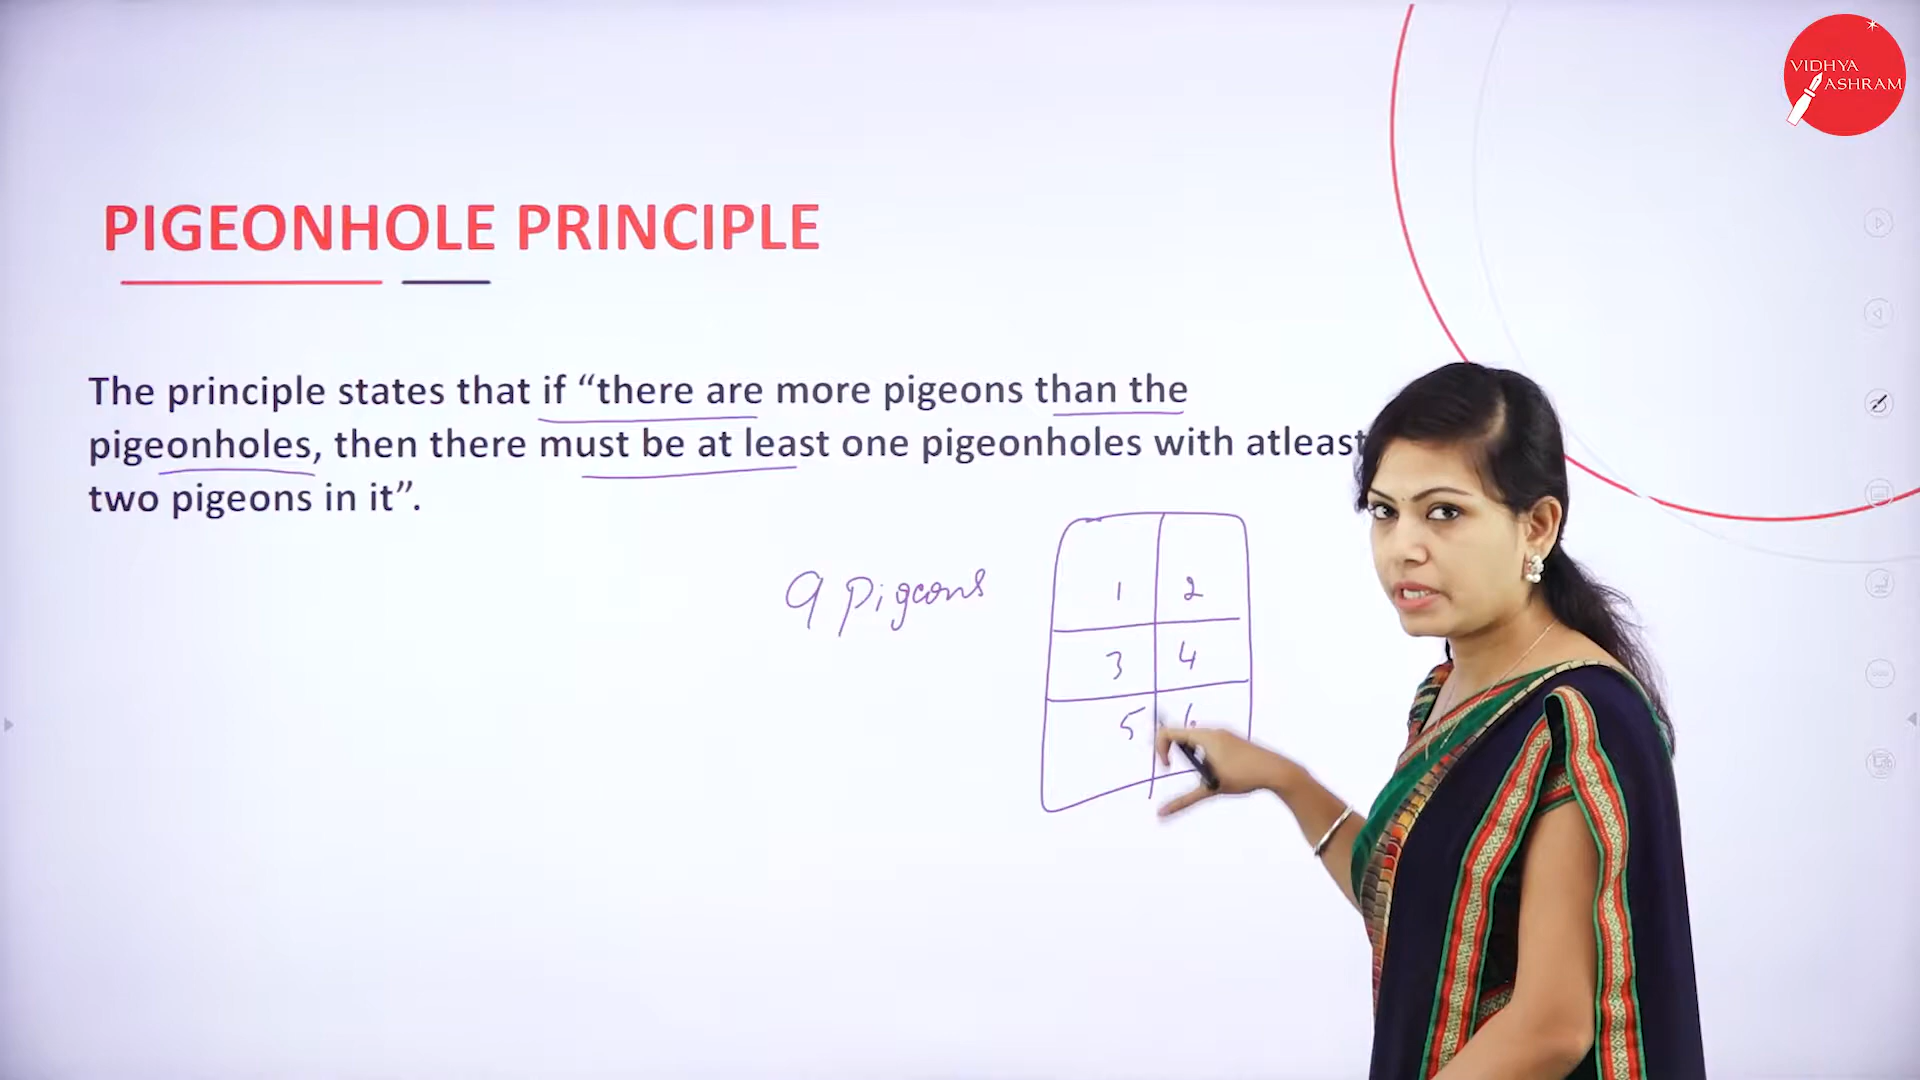 VIDHYA
ASHRAM
PIGEONHOLE PRINCIPLE
The principle states that if “there are more pigeons than the
pigeonholes, then there must be at least one pigeonholes with atleast
two pigeons in it”.
9 pigeons
1 2
3 4
5 6